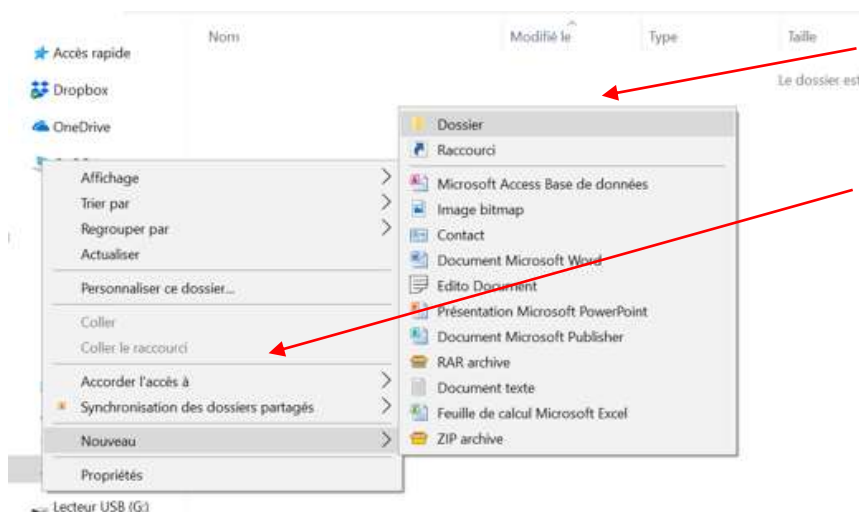 Nom Modifié le Type Taille
Accès rapide
Le dossier est
Dropbox
OneDrive
Affichage
Trier par
Regrouper par
Actualiser
Personnaliser ce dossier...
Coller
Coller le raccourci
Accorder l'accès à
Synchronisation des dossiers partagés
Nouveau
Propriétés
Dossier
Raccourci
Microsoft Access Base de données
Image bitmap
Contact
Document Microsoft Word
Edito Document
Présentation Microsoft PowerPoint
Document Microsoft Publisher
RAR archive
Document texte
Feuille de calcul Microsoft Excel
ZIP archive
Lecteur USB (G:)